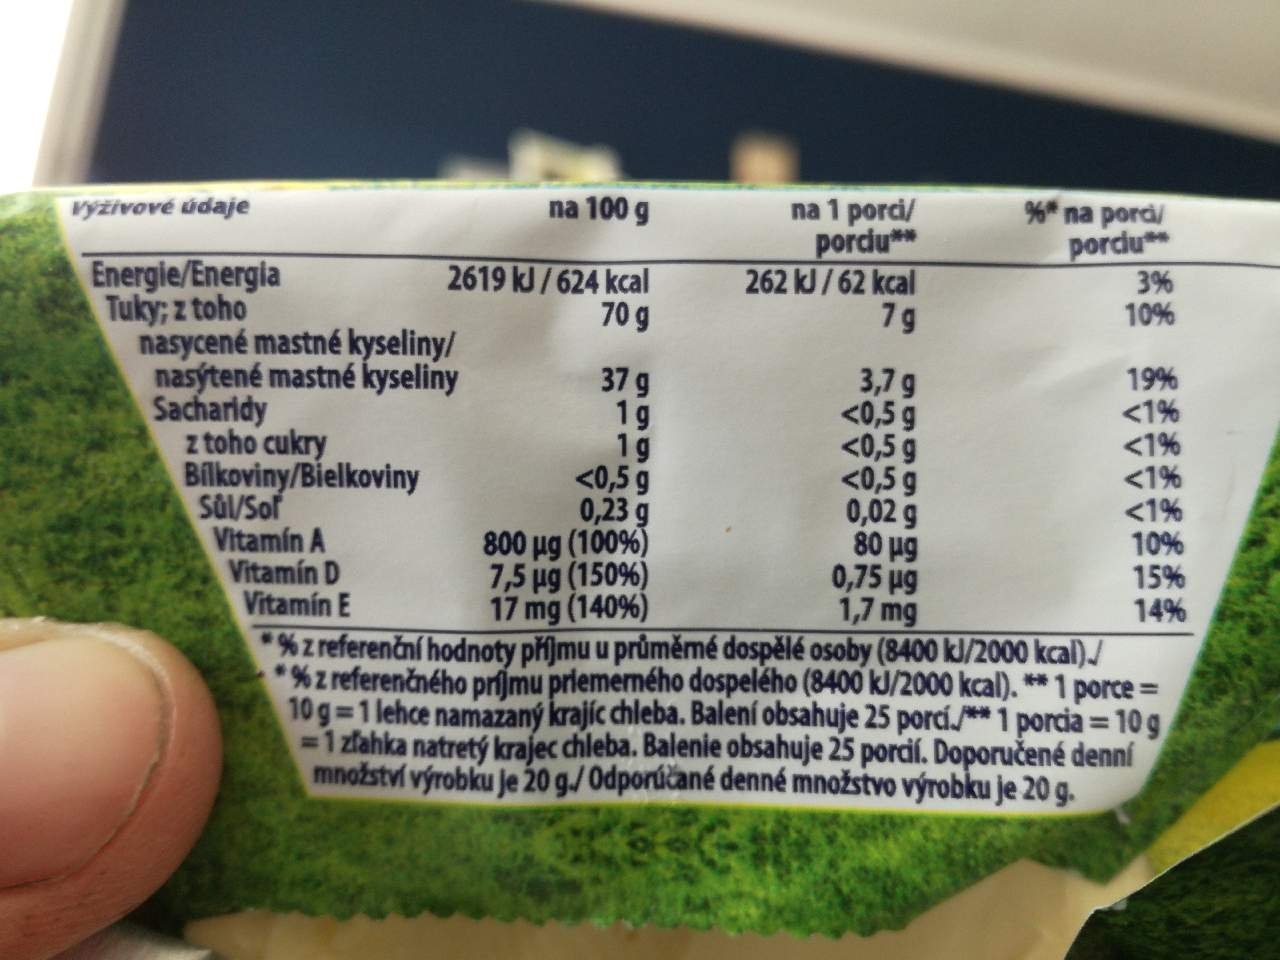 Výživové údaje na 100 g na 1 porci/ %* na porci/
porciu** porciu**
Energie/Energia 2619 kJ / 624 kcal 262 kJ / 62 kcal 3%
Tuky; z toho 70 g 7 g 10%
nasycené mastné kyseliny/
nasýtené mastné kyseliny 37 g 3,7 g 19%
Sacharidy 1 g <0,5 g <1%
z toho cukry 1 g <0,5 g <1%
Bílkoviny/Bielkoviny <0,5 g <0,5 g <1%
Sůl/Soľ 0,23 g 0,02 g <1%
Vitamín A 800 µg (100%) 80 µg 10%
Vitamín D 7,5 µg (150%) 0,75 µg 15%
Vitamín E 17 mg (140%) 1,7 mg 14%
* % z referenční hodnoty příjmu u průměrné dospělé osoby (8400 kJ/2000 kcal)./
* % z referenčného príjmu priemerného dospelého (8400 kJ/2000 kcal). ** 1 porce =
10 g = 1 lehce namazaný krajíc chleba. Balení obsahuje 25 porcí./** 1 porcia = 10 g
= 1 zľahka natretý krajec chleba. Balenie obsahuje 25 porcií. Doporučené denní
množství výrobku je 20 g./ Odporúčané denné množstvo výrobku je 20 g.